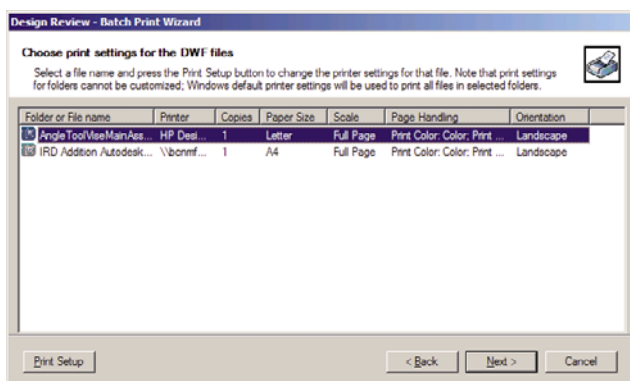 Design Review - Batch Print Wizard
Choose print settings for the DWF files
Select a file name and press the Print Setup button to change the printer settings for that file. Note that print settings
for folders cannot be customized; Windows default printer settings will be used to print all files in selected folders.
Folder or File name Printer Copies Paper Size Scale Page Handling Orientation
AngleToolViseMainAss... HP Desi... 1 Letter Full Page Print Color: Color; Print ... Landscape
IRD Addition Autodesk... \\bcnmf... 1 A4 Full Page Print Color: Color; Print ... Landscape
Print Setup < Back Next > Cancel